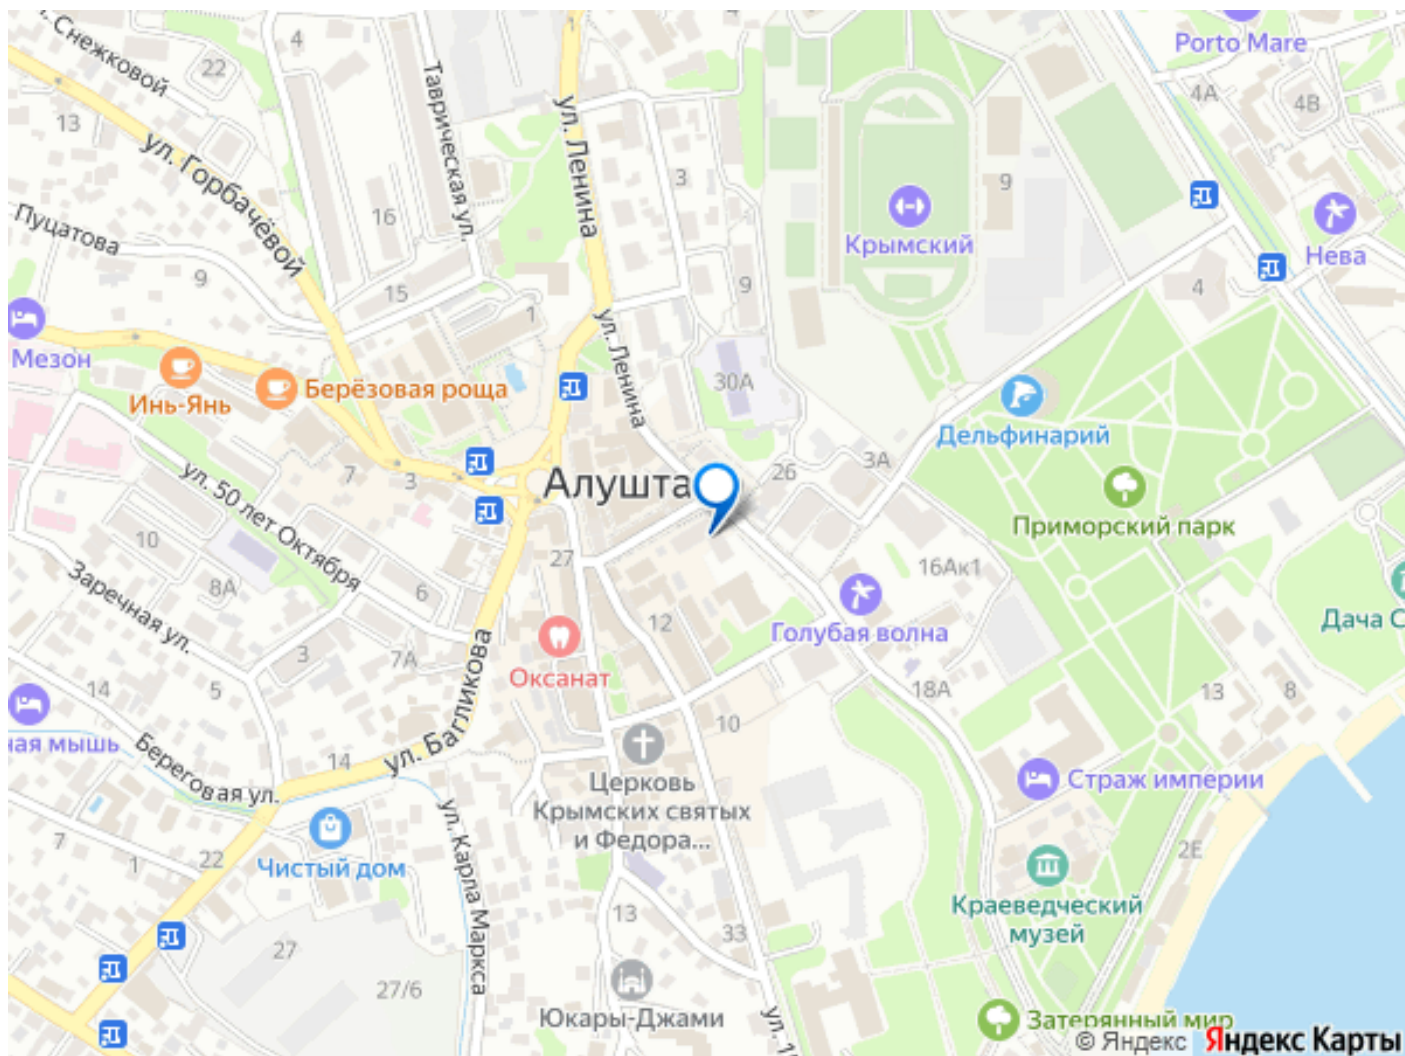 Porto Mare
Снежковой
4
22
13
4А
4В
ул. Горбачёвой
Таврическая ул.
ул. Ленина
3
9
16
Крымский
Пуцатова
9
15
9
Нева
4
1
ул. Ленина
Мезон
30А
Инь-Янь
Берёзовая роща
Дельфинарий
7
3
Алушта
26
3А
ул. 50 лет Октября
Приморский парк
10
27
16Ак1
Заречная ул.
8А
6
12
Голубая волна
Дача С
3
7А
Оксанат
14
5
ул. Багликова
18А
13
8
ная мышь
10
Береговая ул.
14
Церковь
Крымских святых
и Федора...
Страж империи
ул. Карла Маркса
7
1
22
Чистый дом
2Е
Краеведческий
музей
27
13
33
27/6
Юкары-Джами
ул. 1
Затерянный мир
© Яндекс Яндекс Карты